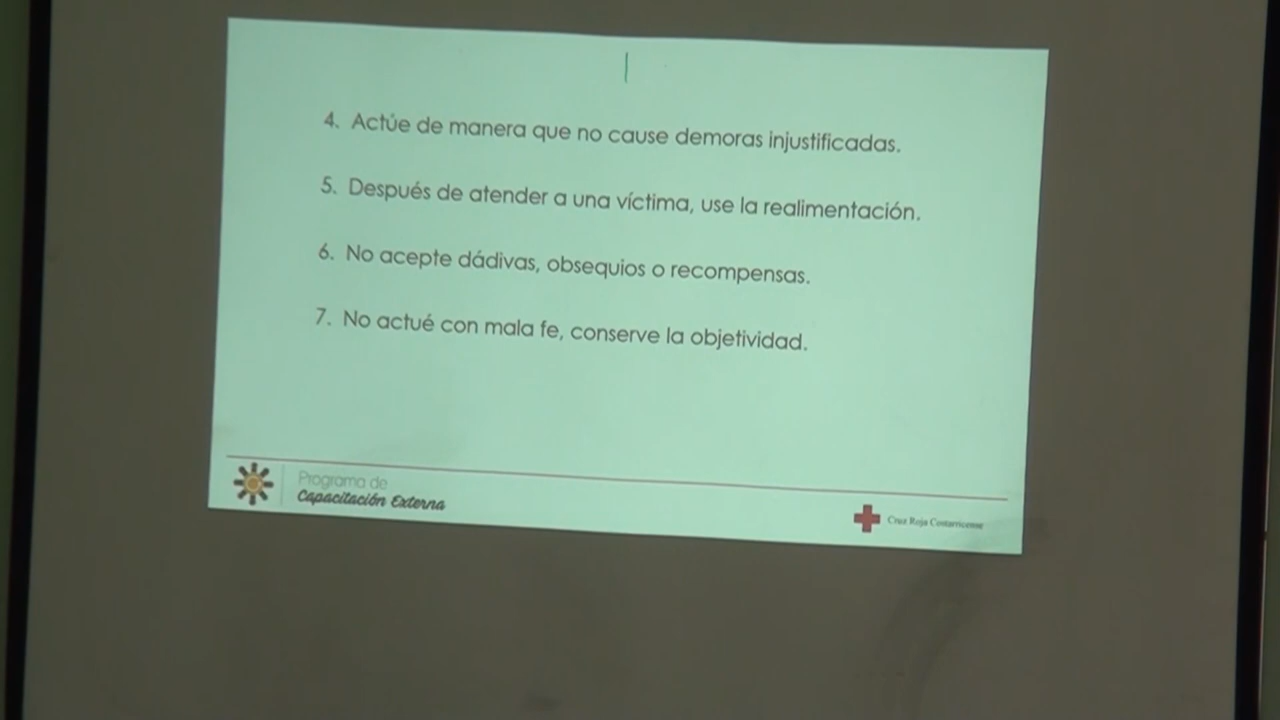 4. Actúe de manera que no cause demoras injustificadas.
5. Después de atender a una víctima, use la realimentación.
6. No acepte dádivas, obsequios o recompensas.
7. No actué con mala fe, conserve la objetividad.
Programa de
Capacitación Externa
Cruz Roja Costarricense